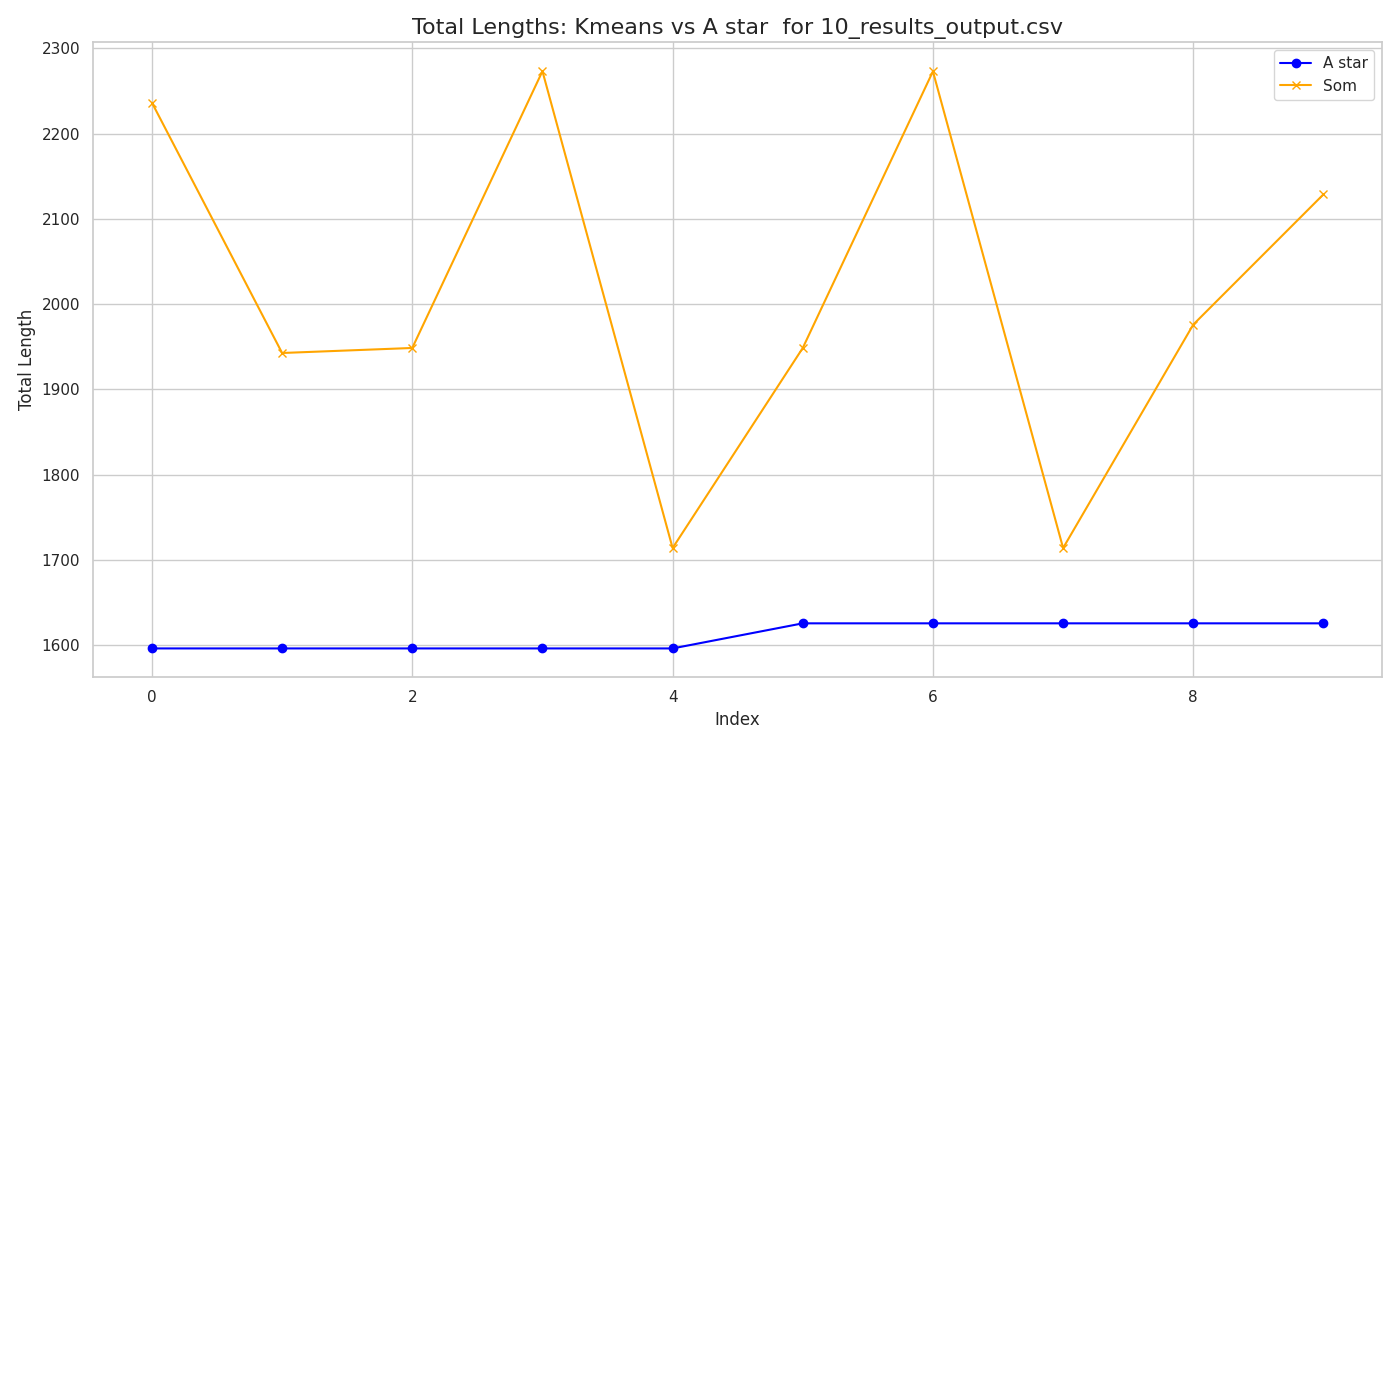 Total Lengths: Kmeans vs A star  for 10_results_output.csv
A star
Som
2300
2200
2100
2000
1900
1800
1700
1600
Total Length
0
2
4
6
8
Index